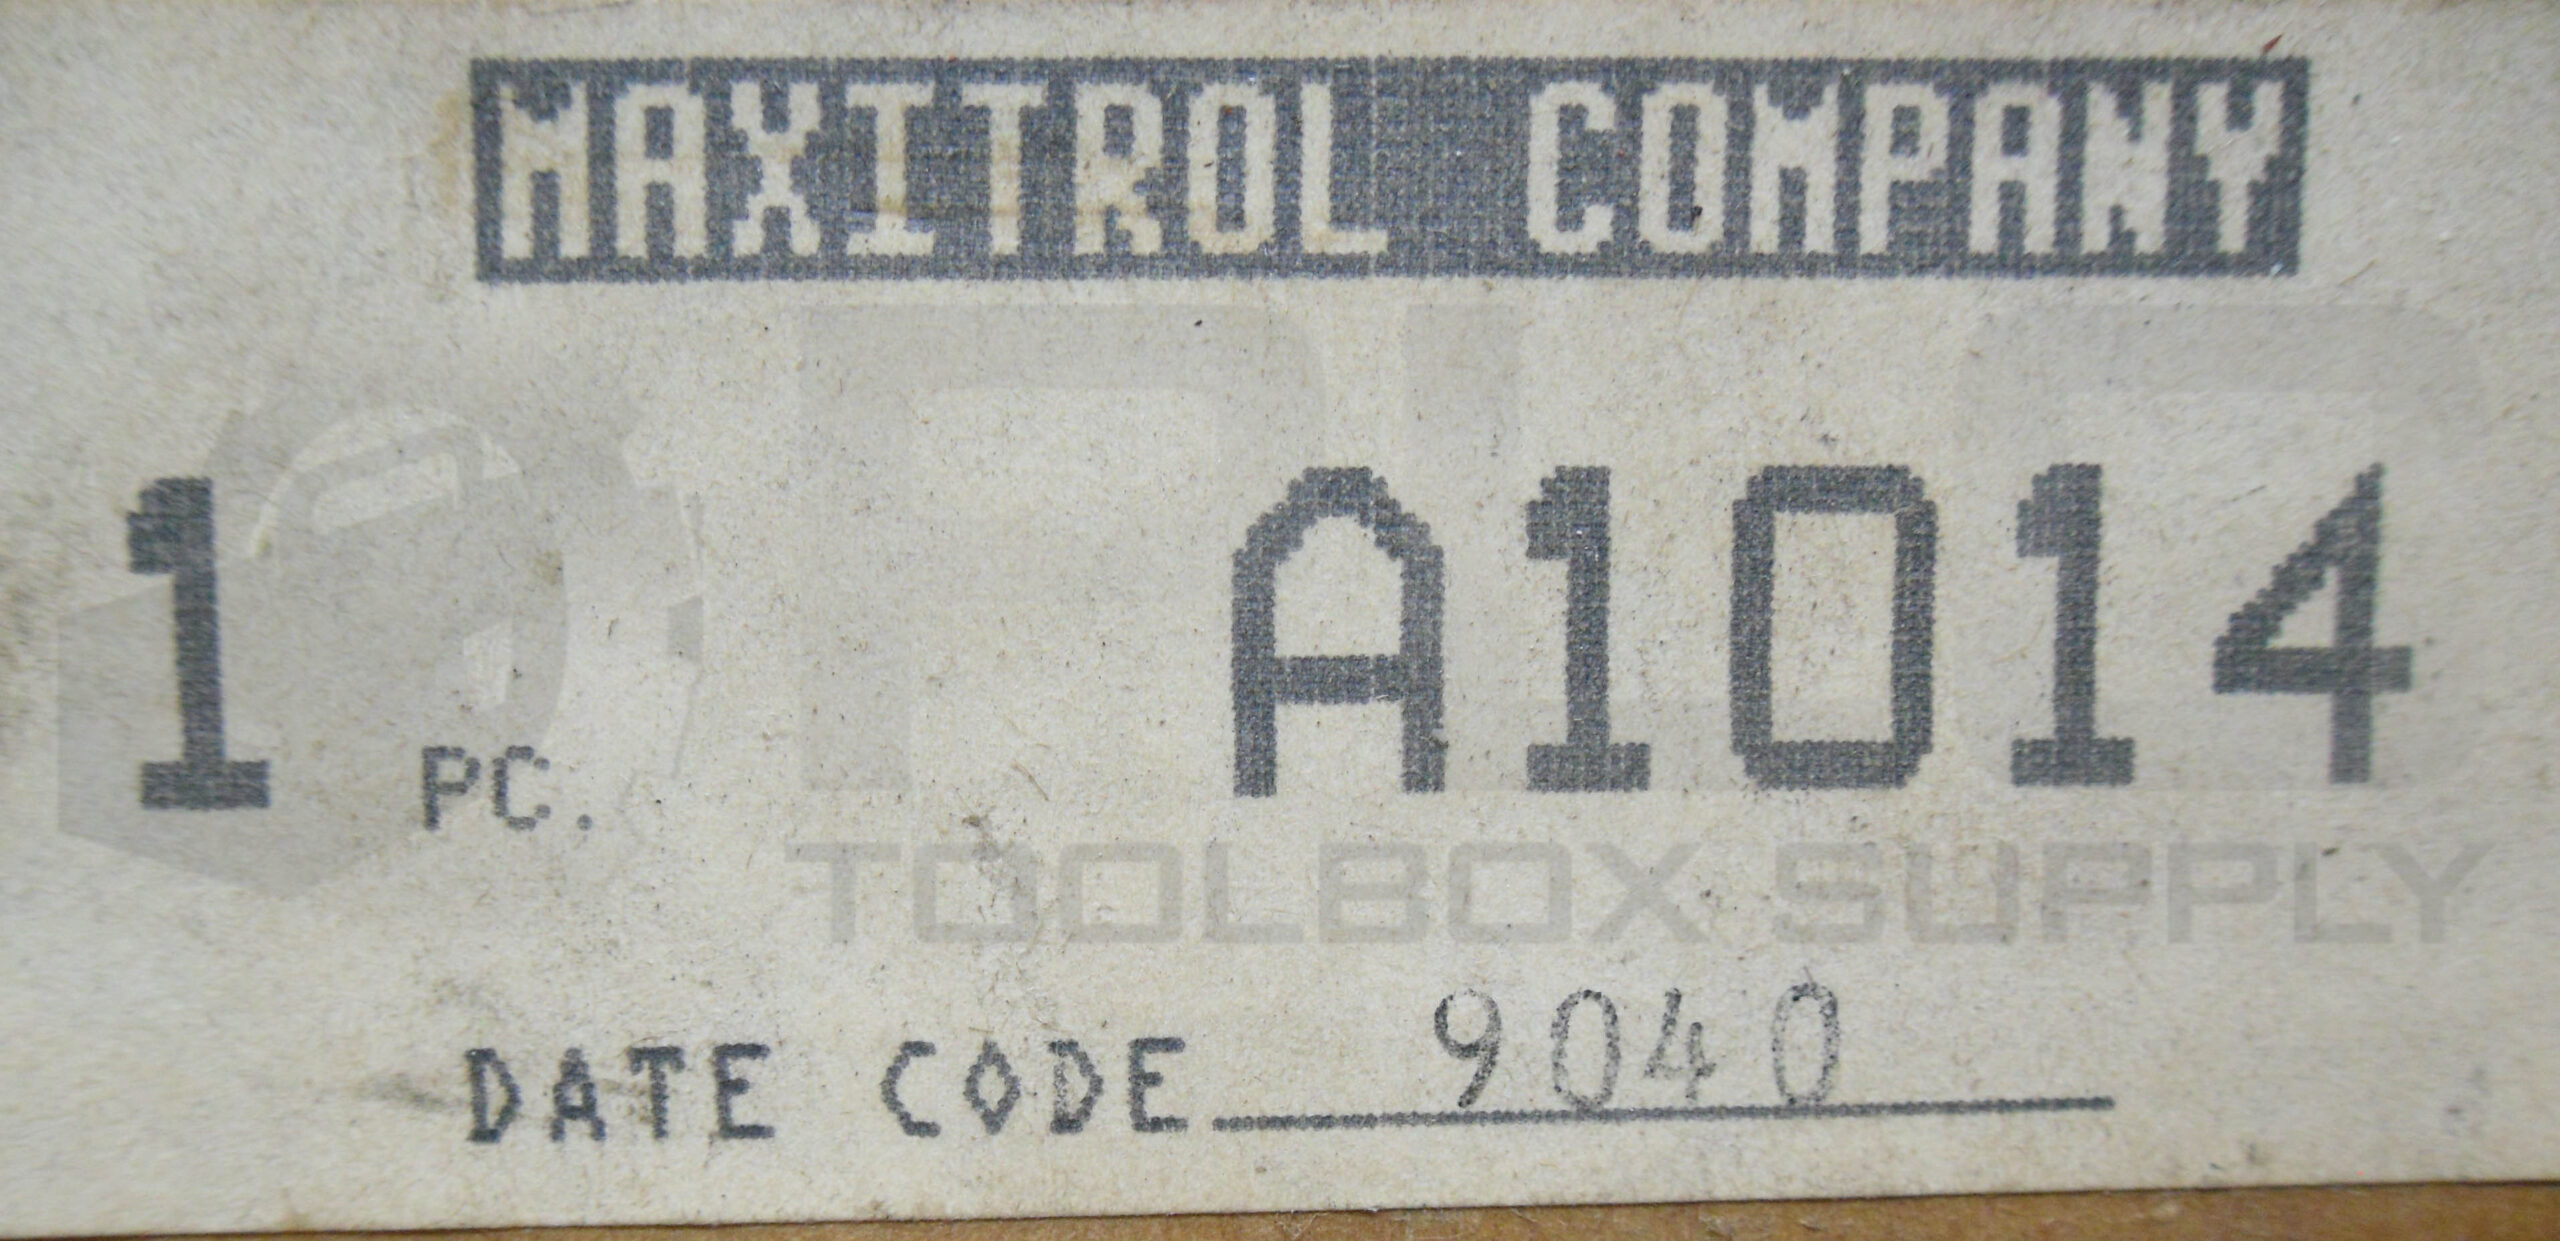 MAXITROL COMPANY
1 PC. A1014
TOOLBOX SUPPLY
DATE CODE 9040